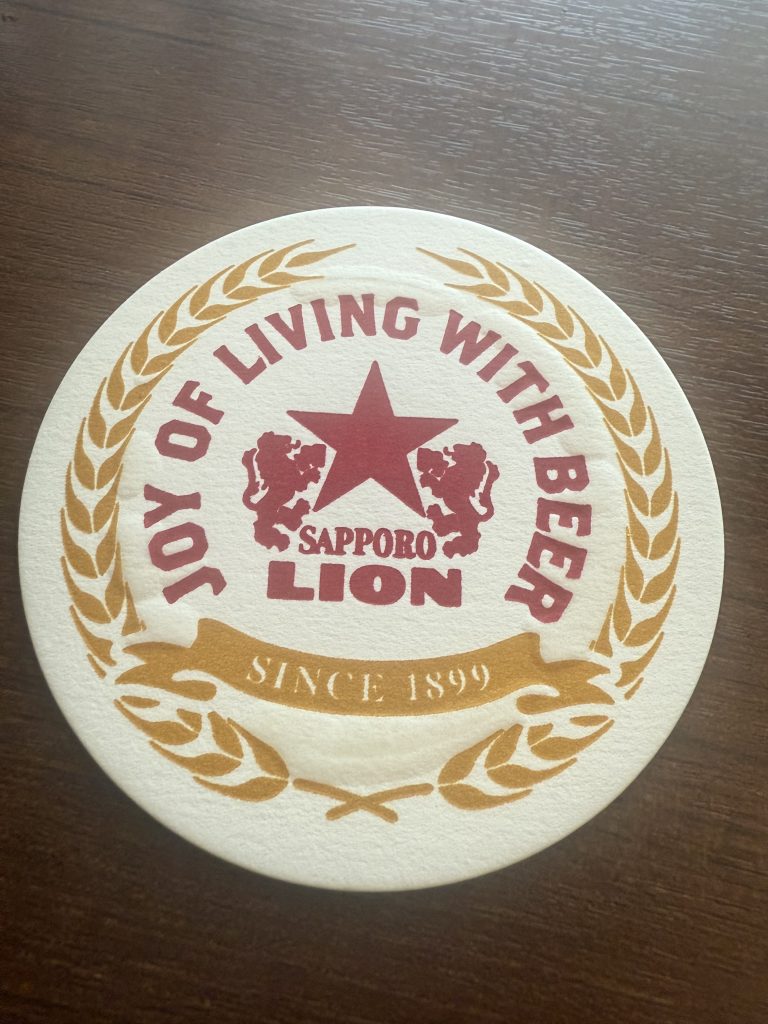 JOY OF LIVING WITH BEER
SAPPORO
LION
SINCE 1899